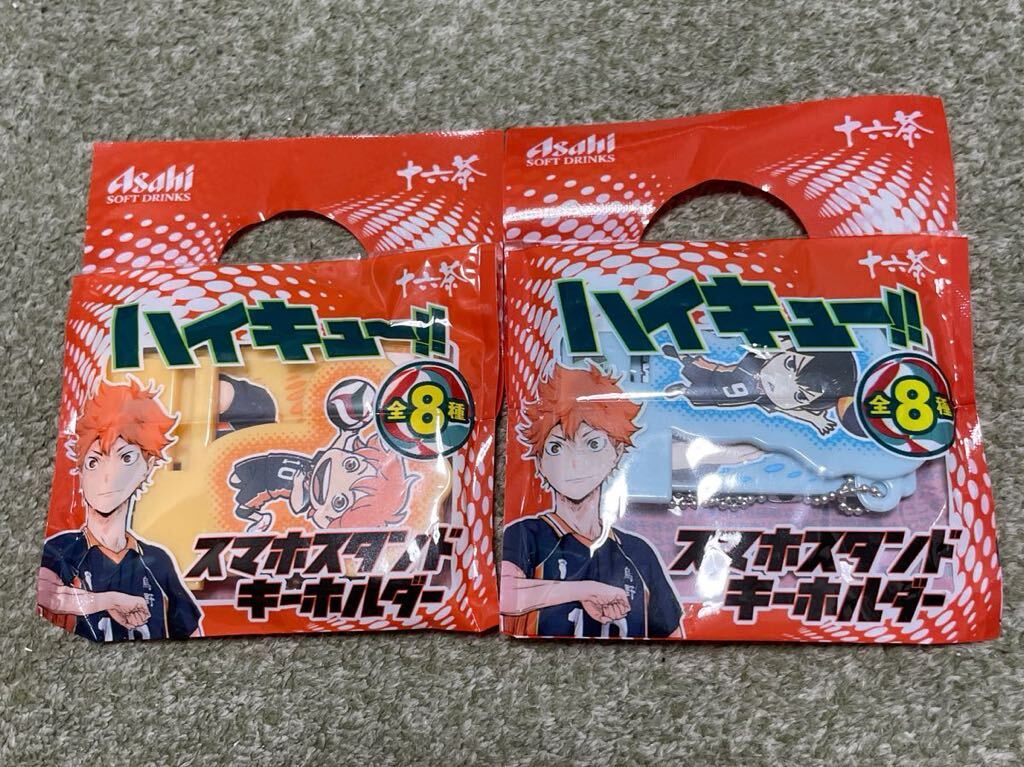 Asahi
SOFT DRINKS
十六茶
十六茶
ハイキュー!!
全8種
スマホスタンド
キーホルダー
Asahi
SOFT DRINKS
十六茶
十六茶
ハイキュー!!
9
全8種
スマホスタンド
キーホルダー